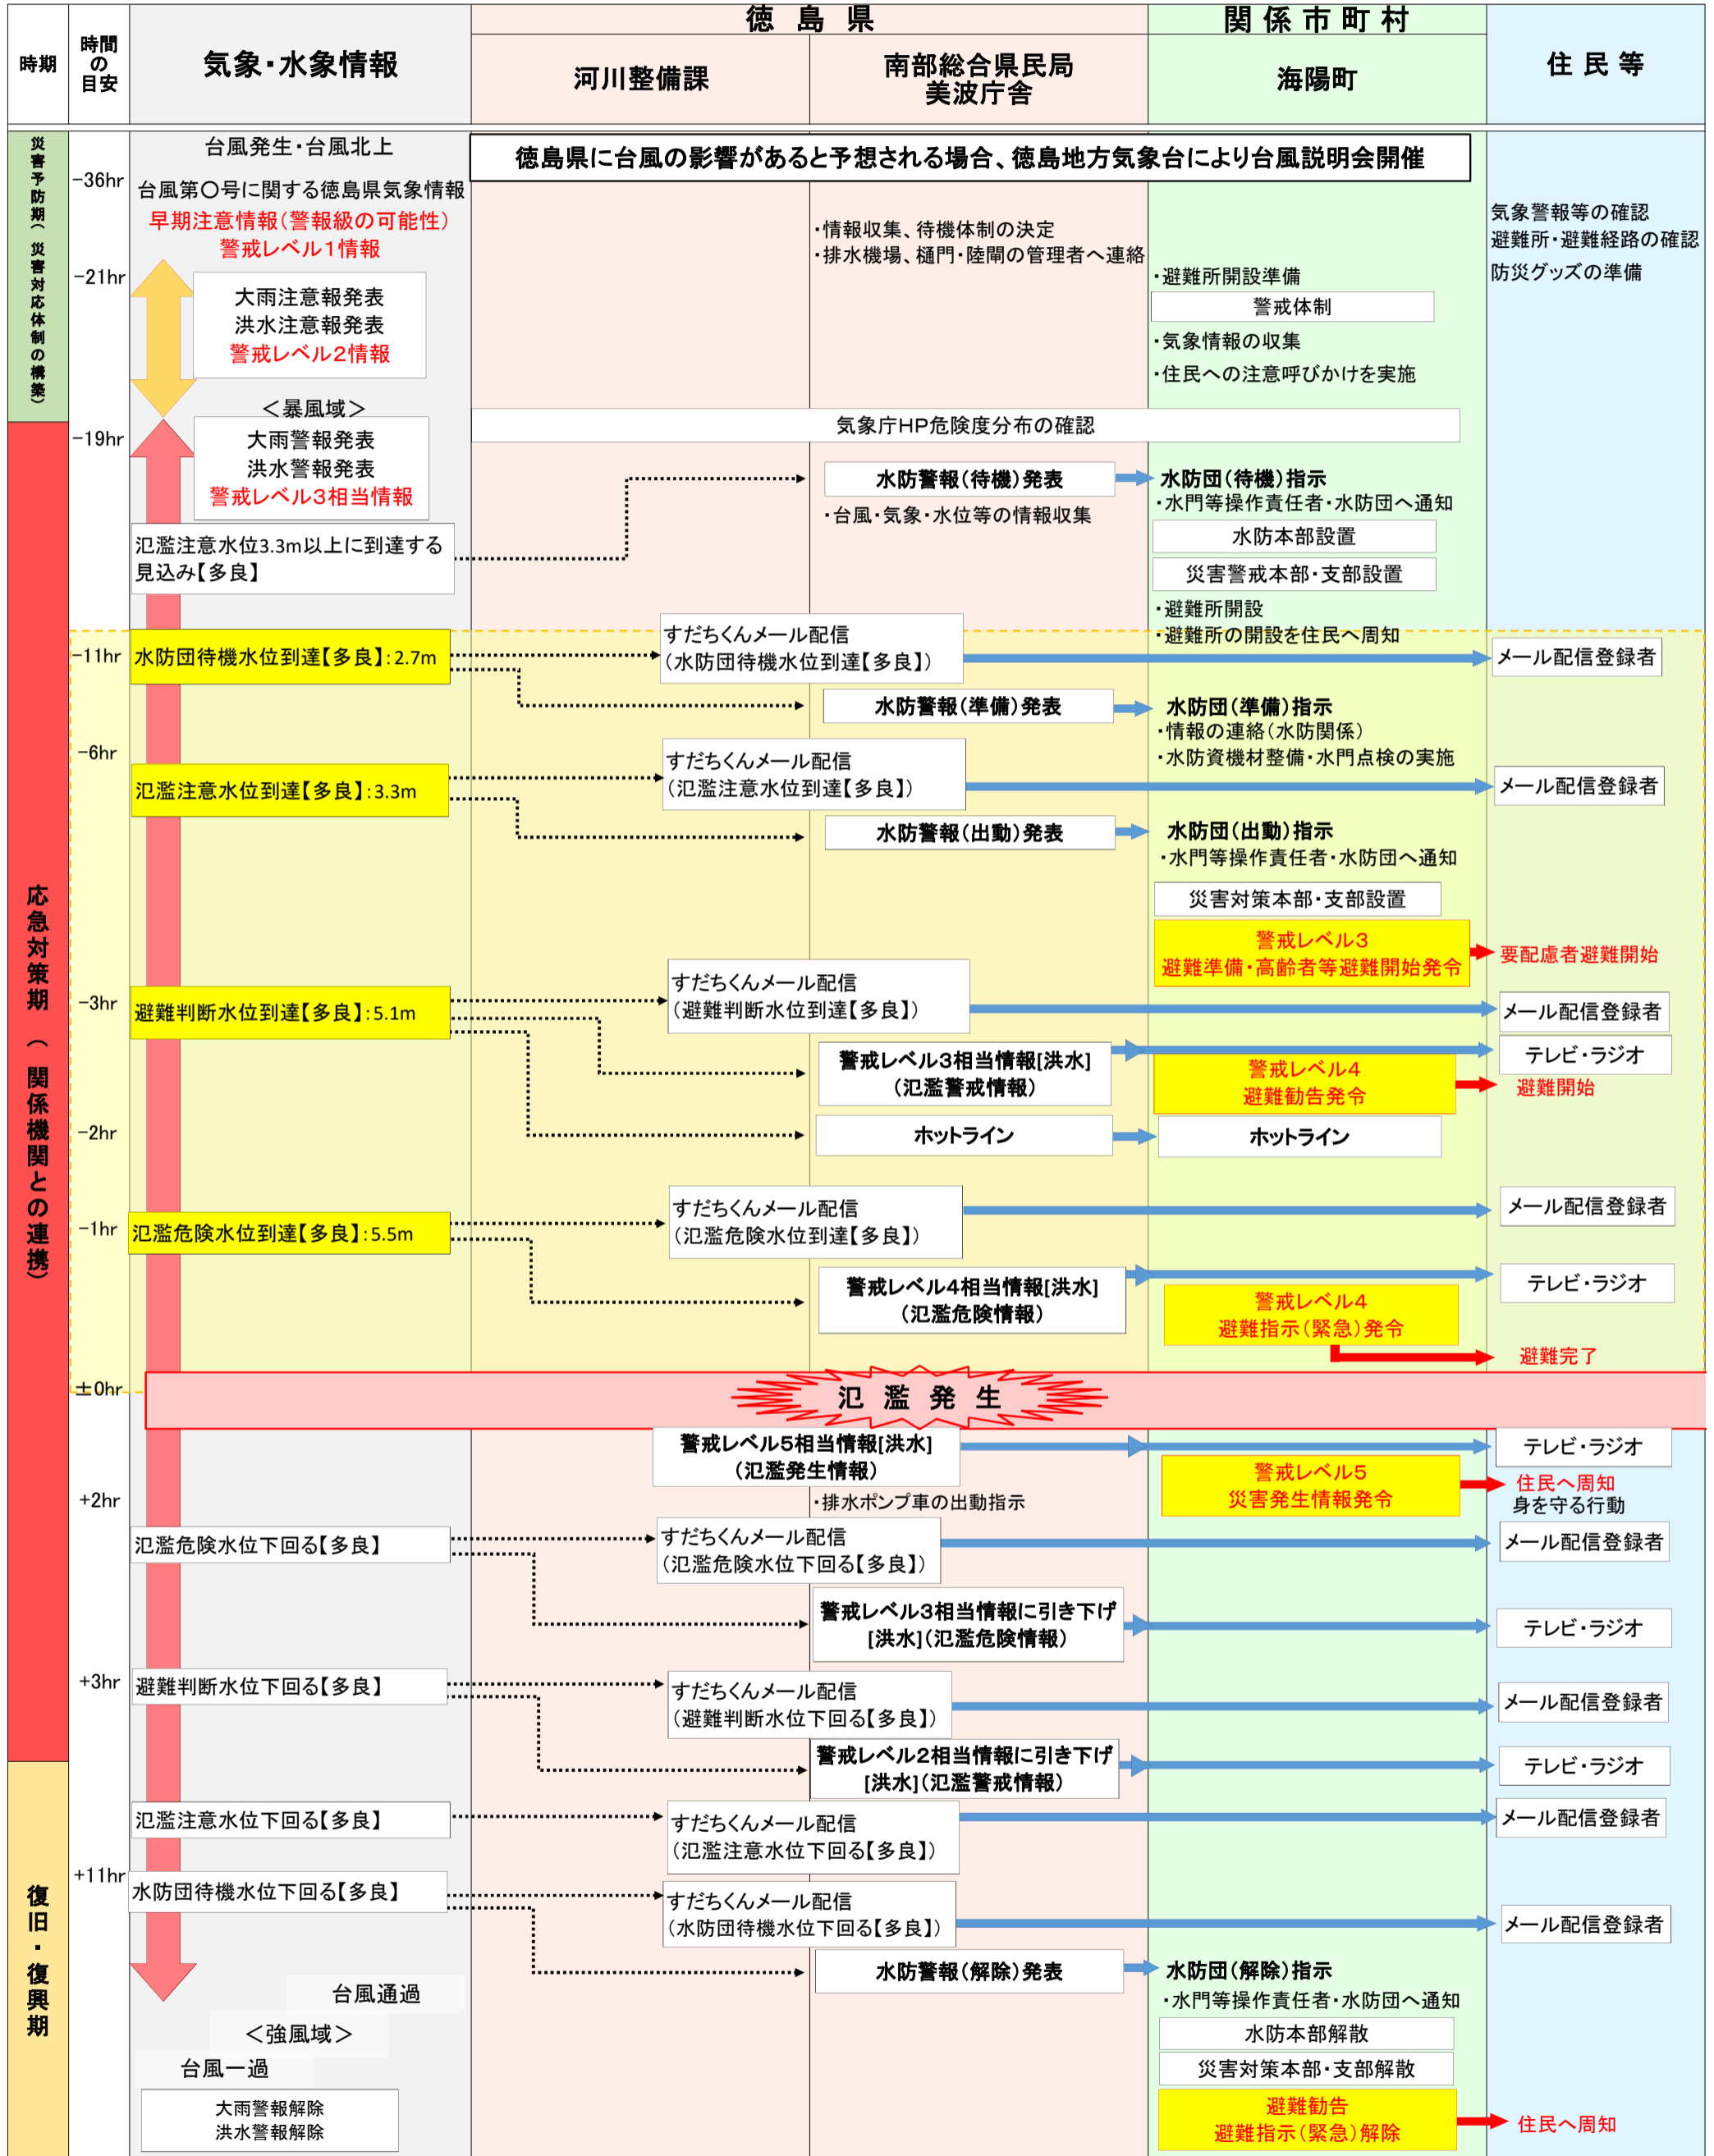 時期
時間
の
目安
気象・水象情報
徳島県
河川整備課
南部総合県民局
美波庁舎
関係市町村
海陽町
住民等
災害予防期（災害対応体制の構築）
応急対策期（関係機関との連携）
復旧・復興期
台風発生・台風北上
徳島県に台風の影響があると予想される場合、徳島地方気象台により台風説明会開催
-36hr
台風第〇号に関する徳島県気象情報
早期注意情報（警報級の可能性）
警戒レベル１情報
・情報収集、待機体制の決定
・排水機場、樋門・陸閘の管理者へ連絡
気象警報等の確認
避難所・避難経路の確認
防災グッズの準備
-21hr
大雨注意報発表
洪水注意報発表
警戒レベル２情報
・避難所開設準備
警戒体制
・気象情報の収集
・住民への注意呼びかけを実施
＜暴風域＞
-19hr
大雨警報発表
洪水警報発表
警戒レベル３相当情報
気象庁HP危険度分布の確認
水防警報（待機）発表
・台風・気象・水位等の情報収集
水防団（待機）指示
・水門等操作責任者・水防団へ通知
水防本部設置
災害警戒本部・支部設置
・避難所開設
・避難所の開設を住民へ周知
氾濫注意水位3.3m以上に到達する
見込み【多良】
-11hr
水防団待機水位到達【多良】：2.7m
すだちくんメール配信
（水防団待機水位到達【多良】）
メール配信登録者
水防警報（準備）発表
水防団（準備）指示
・情報の連絡（水防関係）
・水防資機材整備・水門点検の実施
-6hr
氾濫注意水位到達【多良】：3.3m
すだちくんメール配信
（氾濫注意水位到達【多良】）
メール配信登録者
水防警報（出動）発表
水防団（出動）指示
・水門等操作責任者・水防団へ通知
災害対策本部・支部設置
警戒レベル３
避難準備・高齢者等避難開始発令
要配慮者避難開始
-3hr
避難判断水位到達【多良】：5.1m
すだちくんメール配信
（避難判断水位到達【多良】）
メール配信登録者
警戒レベル３相当情報[洪水]
（氾濫警戒情報）
テレビ・ラジオ
警戒レベル４
避難勧告発令
避難開始
-2hr
ホットライン
ホットライン
-1hr
氾濫危険水位到達【多良】：5.5m
すだちくんメール配信
（氾濫危険水位到達【多良】）
メール配信登録者
警戒レベル４相当情報[洪水]
（氾濫危険情報）
テレビ・ラジオ
警戒レベル４
避難指示（緊急）発令
避難完了
±0hr
氾濫発生
警戒レベル５相当情報[洪水]
（氾濫発生情報）
・排水ポンプ車の出動指示
テレビ・ラジオ
警戒レベル５
災害発生情報発令
住民へ周知
身を守る行動
+2hr
氾濫危険水位下回る【多良】
すだちくんメール配信
（氾濫危険水位下回る【多良】）
メール配信登録者
警戒レベル３相当情報に引き下げ
[洪水]（氾濫危険情報）
テレビ・ラジオ
+3hr
避難判断水位下回る【多良】
すだちくんメール配信
（避難判断水位下回る【多良】）
メール配信登録者
警戒レベル２相当情報に引き下げ
[洪水]（氾濫警戒情報）
テレビ・ラジオ
氾濫注意水位下回る【多良】
すだちくんメール配信
（氾濫注意水位下回る【多良】）
メール配信登録者
+11hr
水防団待機水位下回る【多良】
すだちくんメール配信
（水防団待機水位下回る【多良】）
メール配信登録者
水防警報（解除）発表
水防団（解除）指示
・水門等操作責任者・水防団へ通知
水防本部解散
災害対策本部・支部解散
避難勧告
避難指示（緊急）解除
住民へ周知
台風通過
＜強風域＞
台風一過
大雨警報解除
洪水警報解除